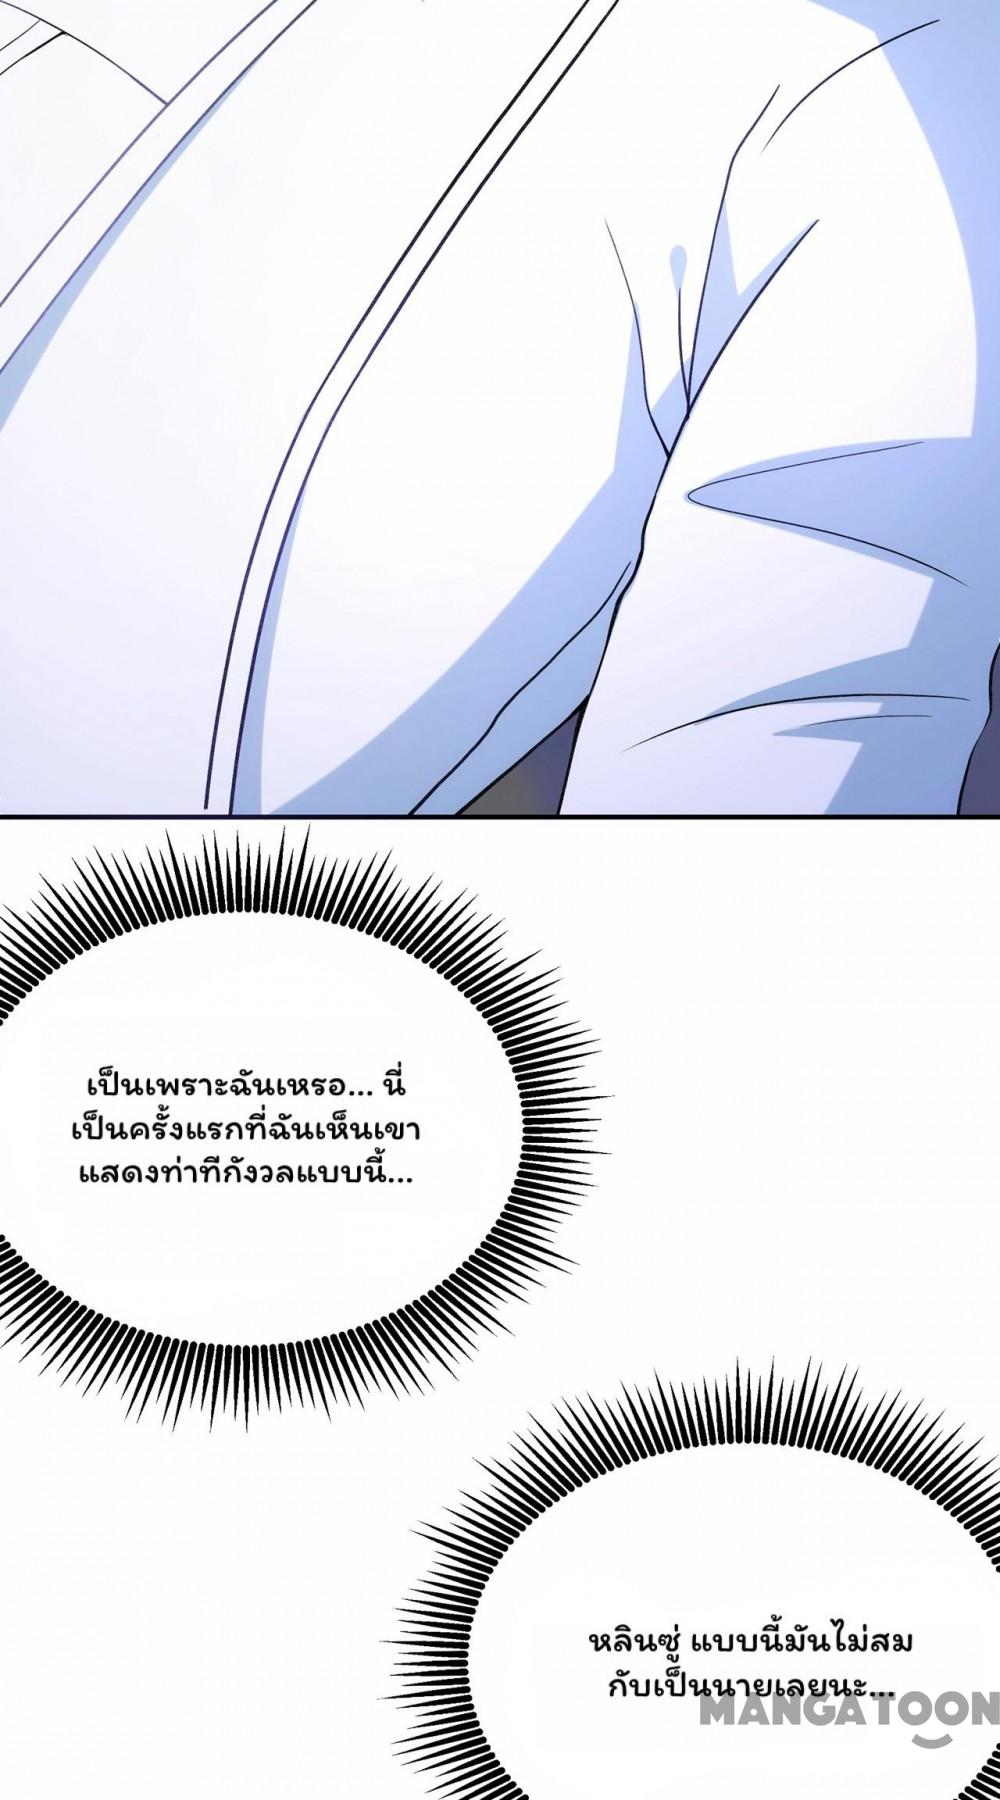 เป็นเพราะฉันเหรอ... นี่
เป็นครั้งแรกที่ฉันเห็นเขา
แสดงท่าทีกังวลแบบนี้...
หลินซู่ แบบนี้มันไม่สม
กับเป็นนายเลยนะ...
MANGATOON